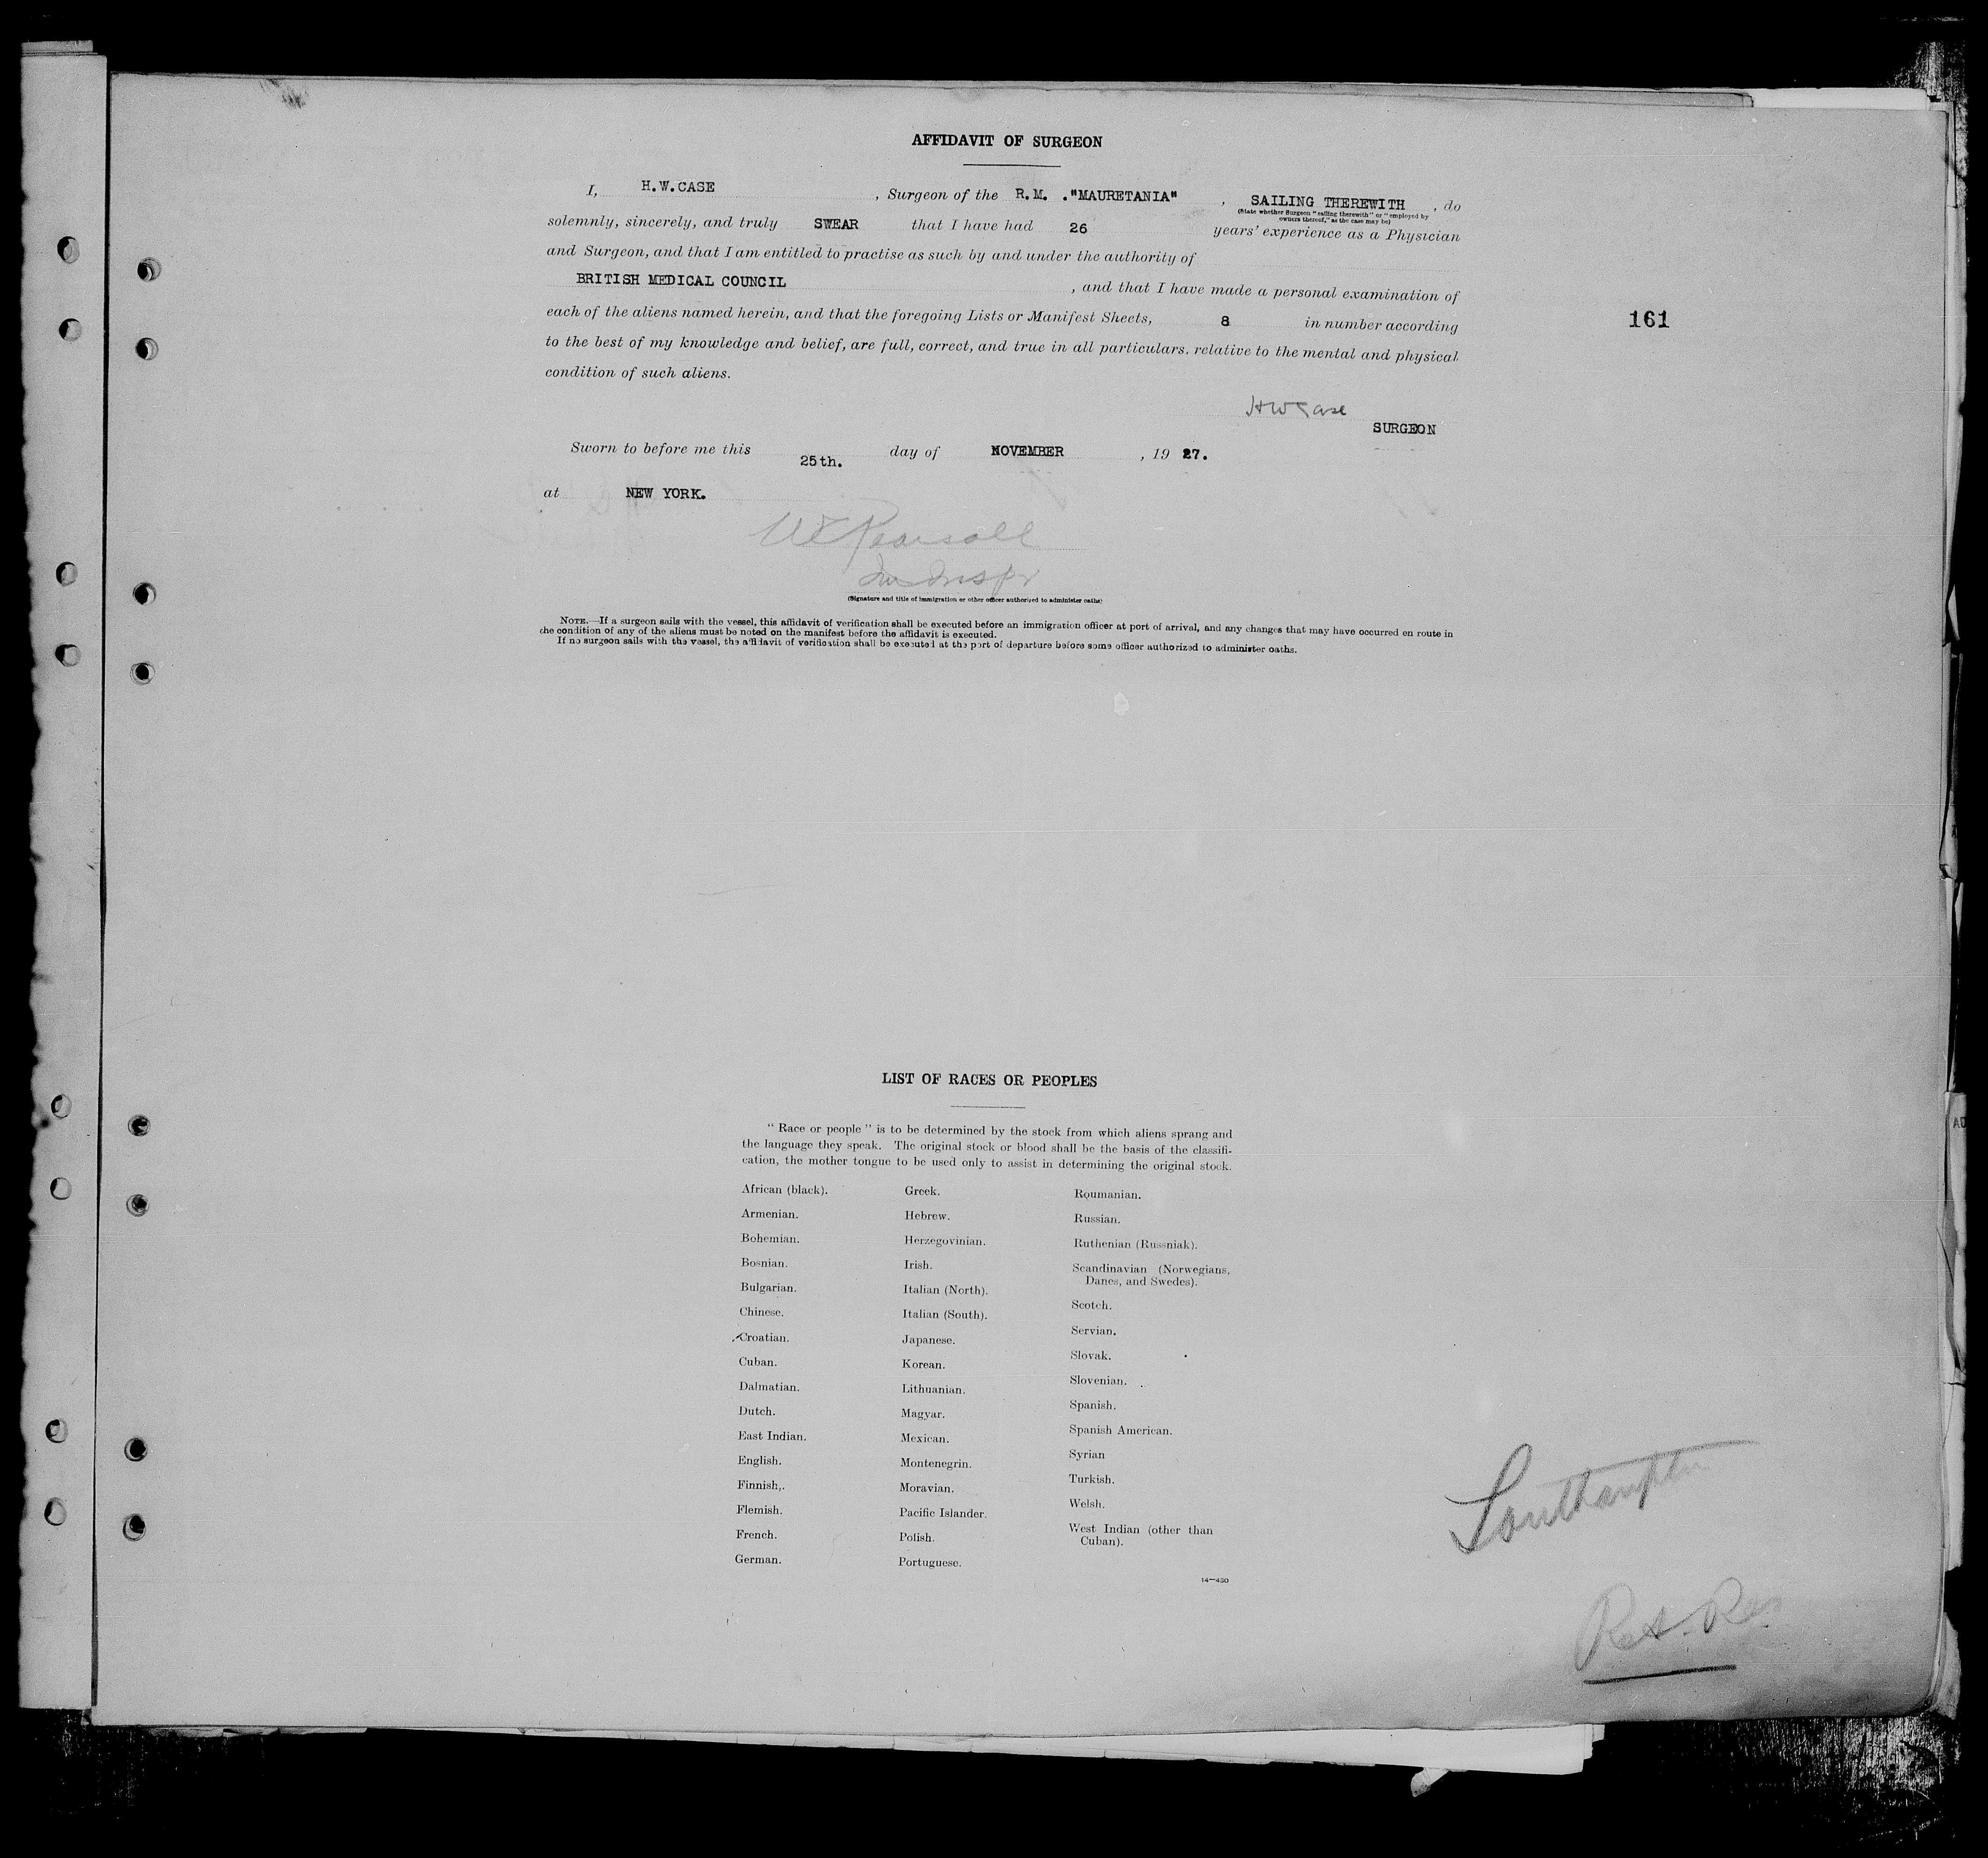 AFFIDAVIT OF SURGEON
I, H.W.CASE , Surgeon of the R.M. ."MAURETANIA" , SAILING THEREWITH , do
(State whether Surgeon "sailing therewith" or "employed by
owners thereof," as the case may be)
solemnly, sincerely, and truly SWEAR that I have had 26 years' experience as a Physician
and Surgeon, and that I am entitled to practise as such by and under the authority of
BRITISH MEDICAL COUNCIL , and that I have made a personal examination of
each of the aliens named herein, and that the foregoing Lists or Manifest Sheets, 8 in number according
161
to the best of my knowledge and belief, are full, correct, and true in all particulars, relative to the mental and physical
condition of such aliens.
HW Case
SURGEON
Sworn to before me this 25th. day of NOVEMBER , 19 27.
at NEW YORK.
WE Pearsall
Im Inspr
(Signature and title of immigration or other officer authorized to administer oaths)
NOTE.—If a surgeon sails with the vessel, this affidavit of verification shall be executed before an immigration officer at port of arrival, and any changes that may have occurred en route in
the condition of any of the aliens must be noted on the manifest before the affidavit is executed.
If no surgeon sails with the vessel, the affidavit of verification shall be executed at the port of departure before some officer authorized to administer oaths.
LIST OF RACES OR PEOPLES
" Race or people " is to be determined by the stock from which aliens sprang and
the language they speak. The original stock or blood shall be the basis of the classifi-
cation, the mother tongue to be used only to assist in determining the original stock.
African (black).
Armenian.
Bohemian.
Bosnian.
Bulgarian.
Chinese.
Croatian.
Cuban.
Dalmatian.
Dutch.
East Indian.
English.
Finnish,.
Flemish.
French.
German.
Greek.
Hebrew.
Herzegovinian.
Irish.
Italian (North).
Italian (South).
Japanese.
Korean.
Lithuanian.
Magyar.
Mexican.
Montenegrin.
Moravian.
Pacific Islander.
Polish.
Portuguese.
Roumanian.
Russian.
Ruthenian (Russniak).
Scandinavian (Norwegians,
Danes, and Swedes).
Scotch.
Servian.
Slovak.
Slovenian.
Spanish.
Spanish American.
Syrian
Turkish.
Welsh.
West Indian (other than
Cuban).
14—450
Southampton
Ret. Res